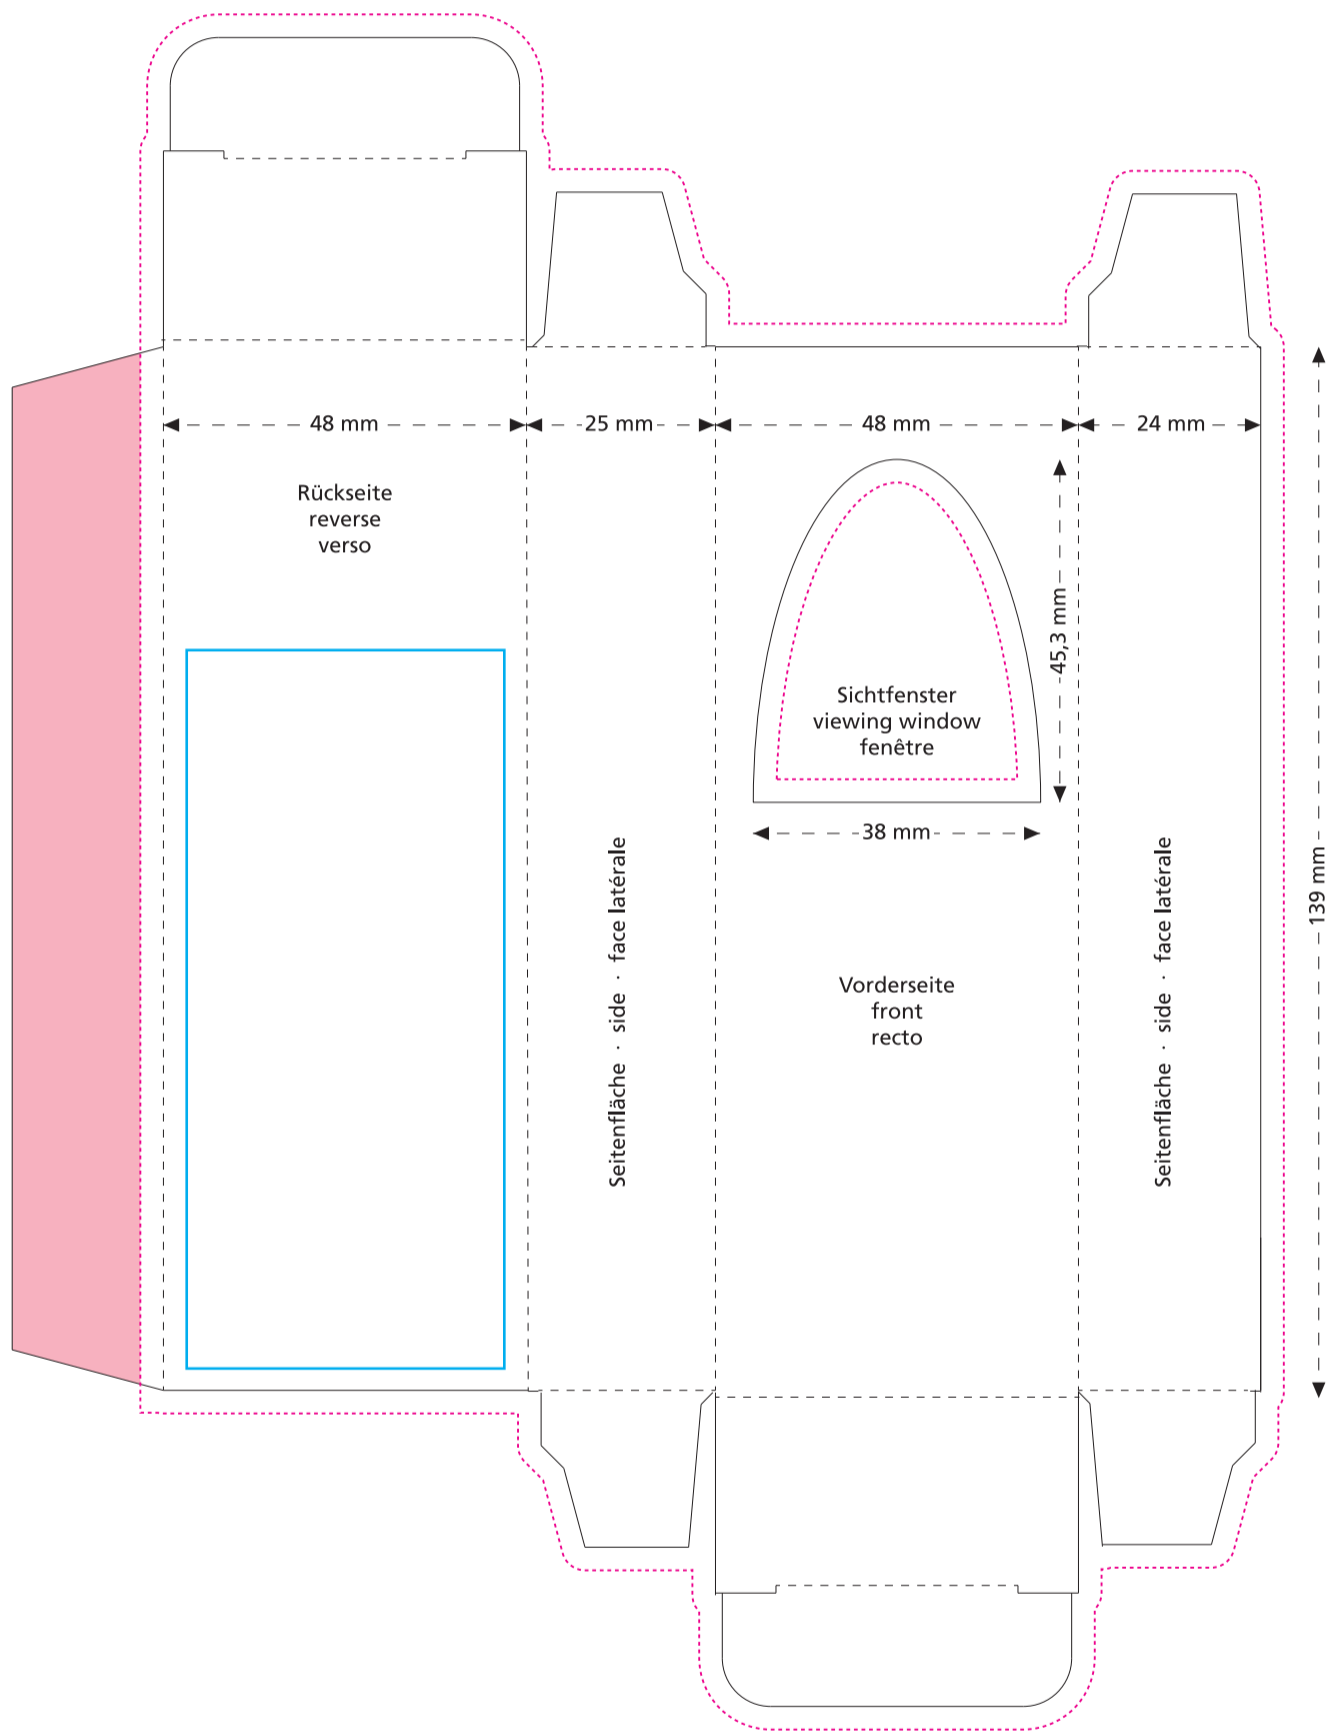 48 mm
25 mm
48 mm
24 mm
Rückseite
reverse
verso
45,3 mm
Sichtfenster
viewing window
fenêtre
38 mm
139 mm
Seitenfläche · side · face latérale
Vorderseite
front
recto
Seitenfläche · side · face latérale